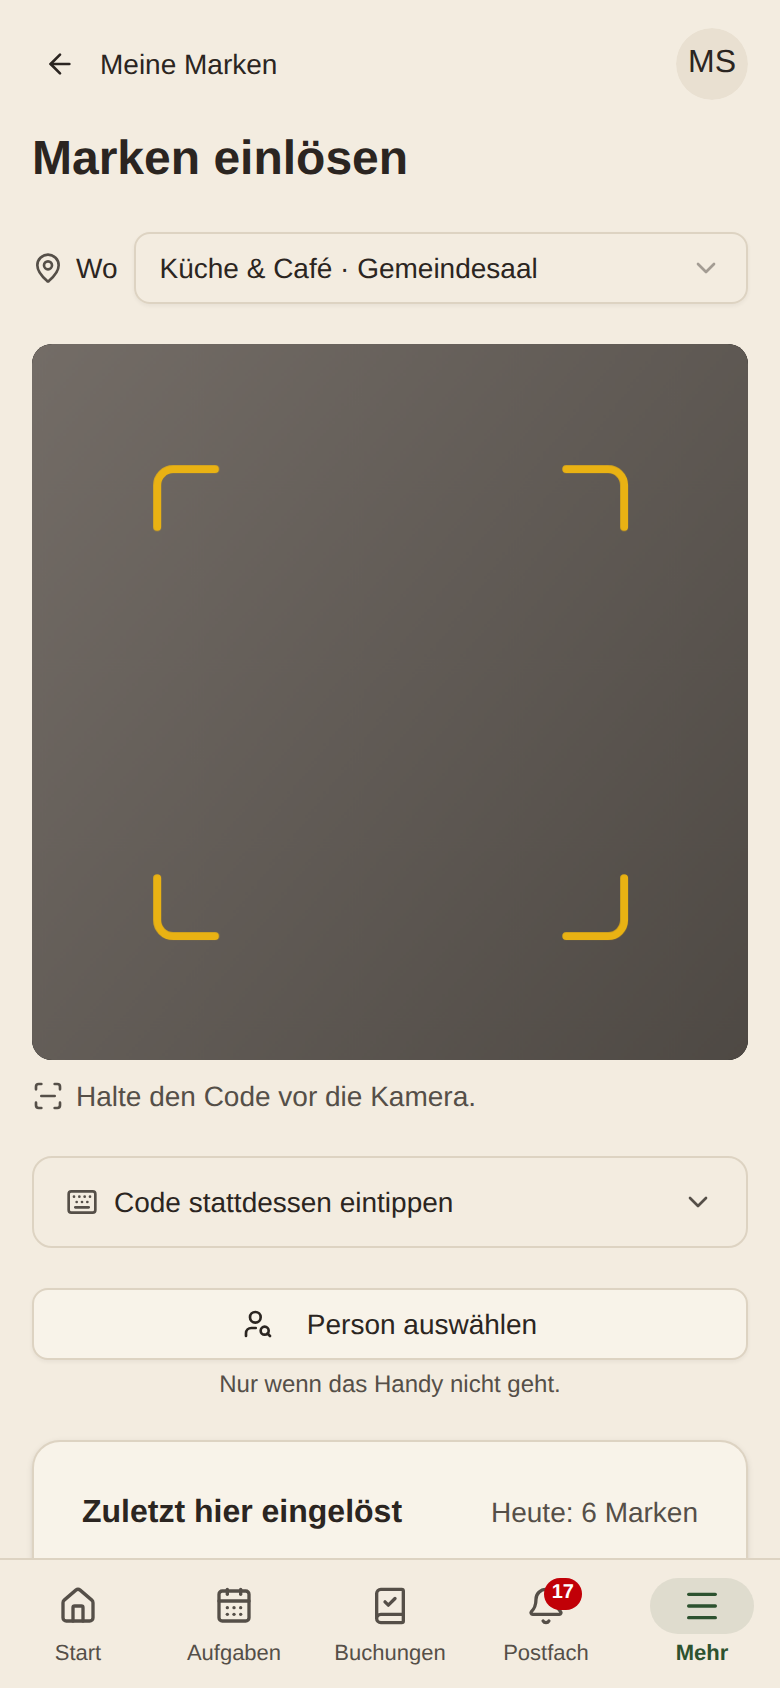 Meine Marken
MS
Marken einlösen
Wo
Küche & Café · Gemeindesaal
Halte den Code vor die Kamera.
Code stattdessen eintippen
Person auswählen
Nur wenn das Handy nicht geht.
Zuletzt hier eingelöst
Heute: 6 Marken
17
Start
Aufgaben
Buchungen
Postfach
Mehr